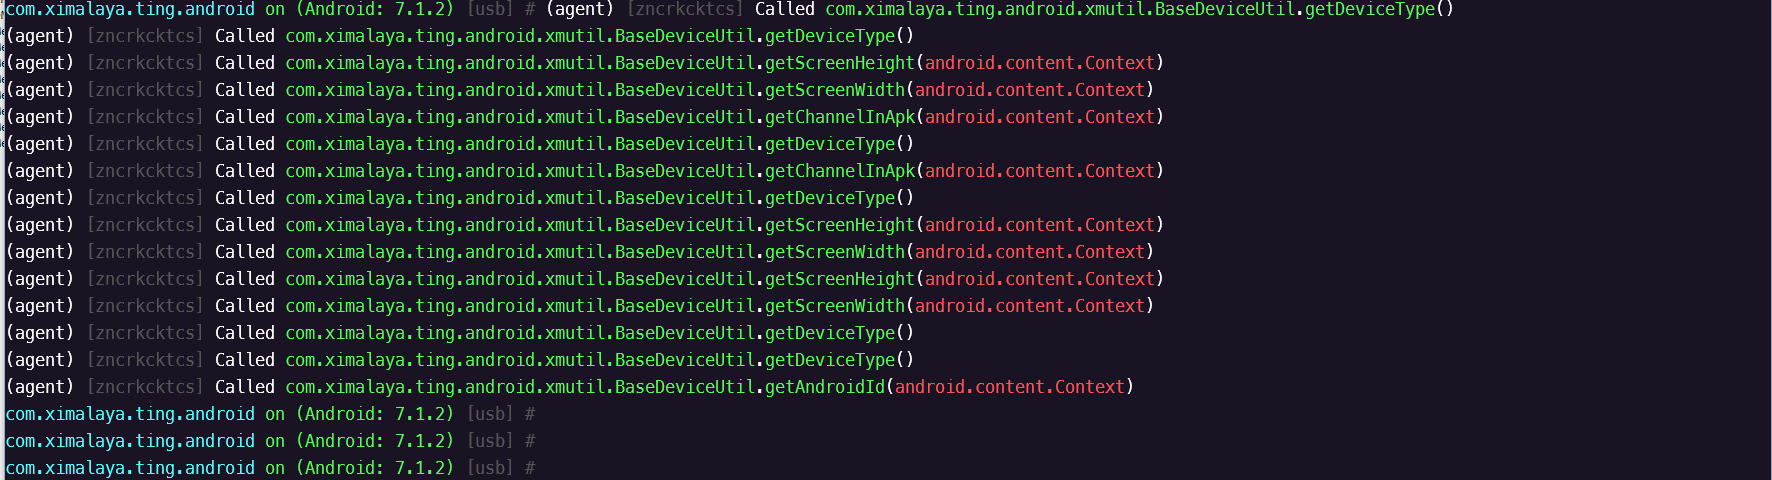 com.ximalaya.ting.android on (Android: 7.1.2) [usb] # (agent) [zncrkcktcs] Called com.ximalaya.ting.android.xmutil.BaseDeviceUtil.getDeviceType()
(agent) [zncrkcktcs] Called com.ximalaya.ting.android.xmutil.BaseDeviceUtil.getDeviceType()
(agent) [zncrkcktcs] Called com.ximalaya.ting.android.xmutil.BaseDeviceUtil.getScreenHeight(android.content.Context)
(agent) [zncrkcktcs] Called com.ximalaya.ting.android.xmutil.BaseDeviceUtil.getScreenWidth(android.content.Context)
(agent) [zncrkcktcs] Called com.ximalaya.ting.android.xmutil.BaseDeviceUtil.getChannelInApk(android.content.Context)
(agent) [zncrkcktcs] Called com.ximalaya.ting.android.xmutil.BaseDeviceUtil.getDeviceType()
(agent) [zncrkcktcs] Called com.ximalaya.ting.android.xmutil.BaseDeviceUtil.getChannelInApk(android.content.Context)
(agent) [zncrkcktcs] Called com.ximalaya.ting.android.xmutil.BaseDeviceUtil.getDeviceType()
(agent) [zncrkcktcs] Called com.ximalaya.ting.android.xmutil.BaseDeviceUtil.getScreenHeight(android.content.Context)
(agent) [zncrkcktcs] Called com.ximalaya.ting.android.xmutil.BaseDeviceUtil.getScreenWidth(android.content.Context)
(agent) [zncrkcktcs] Called com.ximalaya.ting.android.xmutil.BaseDeviceUtil.getScreenHeight(android.content.Context)
(agent) [zncrkcktcs] Called com.ximalaya.ting.android.xmutil.BaseDeviceUtil.getScreenWidth(android.content.Context)
(agent) [zncrkcktcs] Called com.ximalaya.ting.android.xmutil.BaseDeviceUtil.getDeviceType()
(agent) [zncrkcktcs] Called com.ximalaya.ting.android.xmutil.BaseDeviceUtil.getDeviceType()
(agent) [zncrkcktcs] Called com.ximalaya.ting.android.xmutil.BaseDeviceUtil.getAndroidId(android.content.Context)
com.ximalaya.ting.android on (Android: 7.1.2) [usb] #
com.ximalaya.ting.android on (Android: 7.1.2) [usb] #
com.ximalaya.ting.android on (Android: 7.1.2) [usb] #